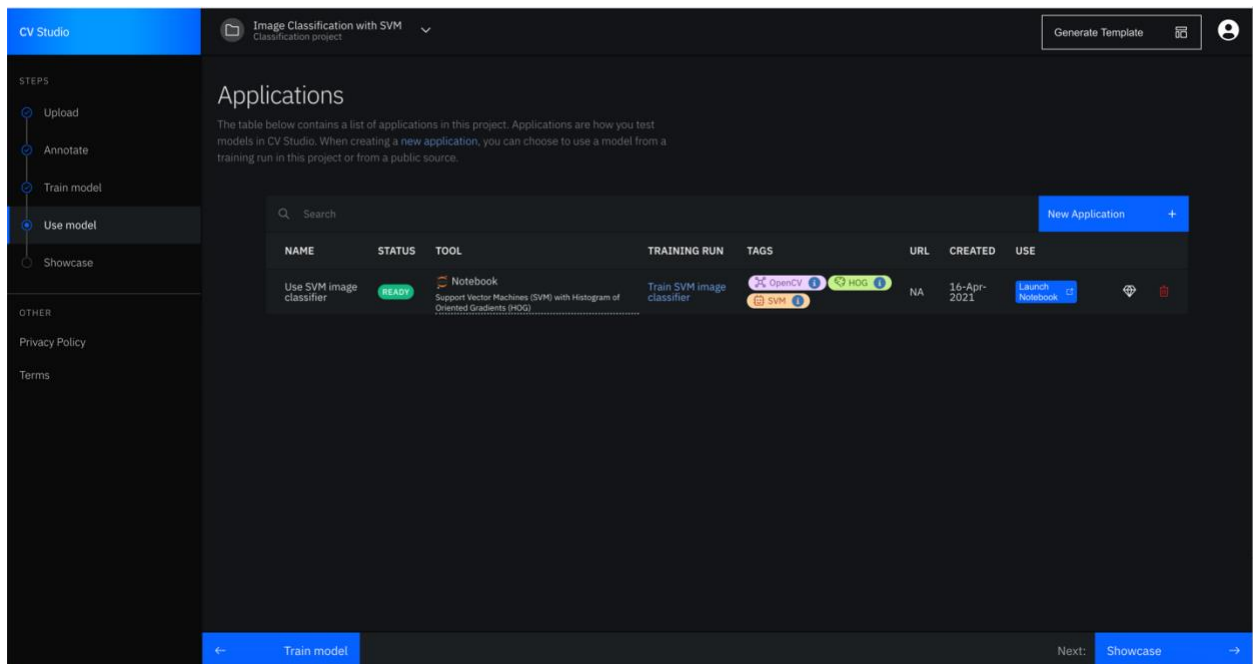 CV Studio
Image Classification with SVM
Classification project
Generate Template
STEPS
Upload
Annotate
Train model
Use model
Showcase
OTHER
Privacy Policy
Terms
Applications
The table below contains a list of applications in this project. Applications are how you test
models in CV Studio. When creating a new application, you can choose to use a model from a
training run in this project or from a public source.
Search
New Application +
NAME STATUS TOOL TRAINING RUN TAGS URL CREATED USE
Use SVM image
classifier
READY
Notebook
Support Vector Machines (SVM) with Histogram of
Oriented Gradients (HOG)
Train SVM image
classifier
OpenCV i HOG i
SVM i
NA
16-Apr-
2021
Launch
Notebook
← Train model
Next: Showcase →